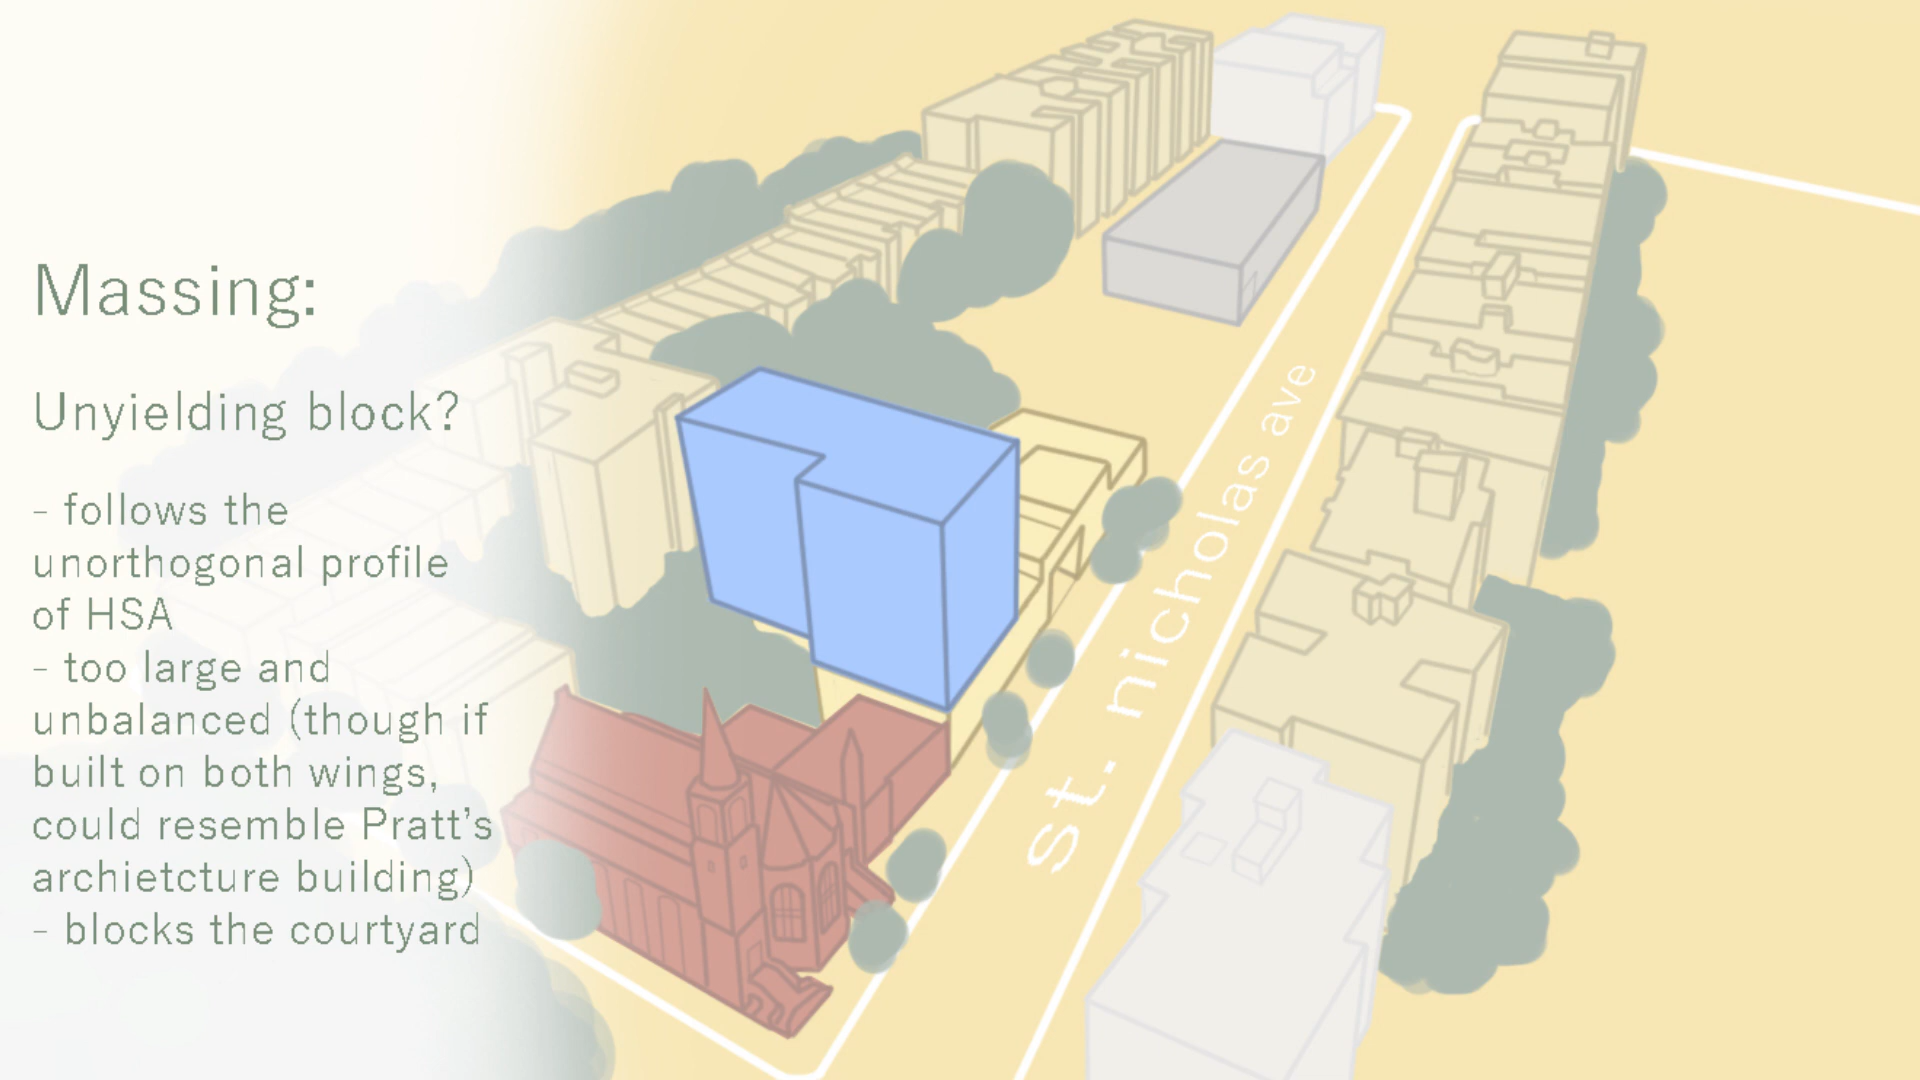 Massing:
Unyielding block?
- follows the
unorthogonal profile
of HSA
- too large and
unbalanced (though if
built on both wings,
could resemble Pratt's
archietcture building)
- blocks the courtyard
st. nicholas ave